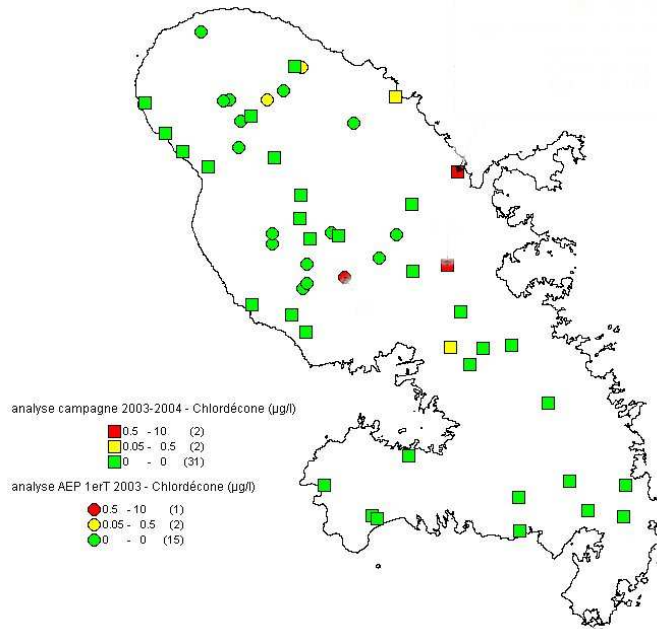 analyse campagne 2003-2004 - Chlordécone (µg/l)
0.5 - 10 (2)
0.05 - 0.5 (2)
0 - 0 (31)
analyse AEP 1erT 2003 - Chlordécone (µg/l)
0.5 - 10 (1)
0.05 - 0.5 (2)
0 - 0 (15)